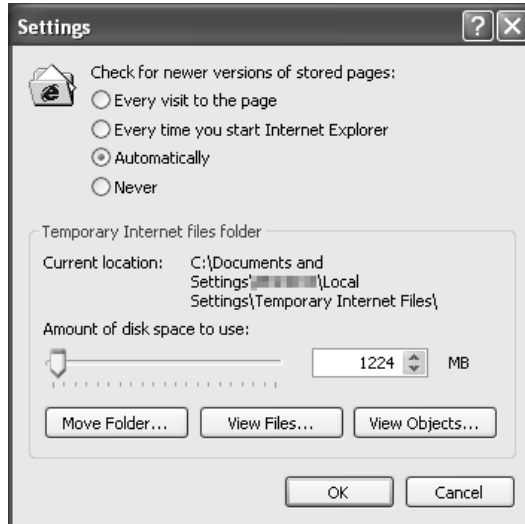 Settings
Check for newer versions of stored pages:
Every visit to the page
Every time you start Internet Explorer
Automatically
Never
Temporary Internet files folder
Current location: C:\Documents and
Settings\ \Local
Settings\Temporary Internet Files\
Amount of disk space to use:
1224 MB
Move Folder... View Files... View Objects...
OK Cancel